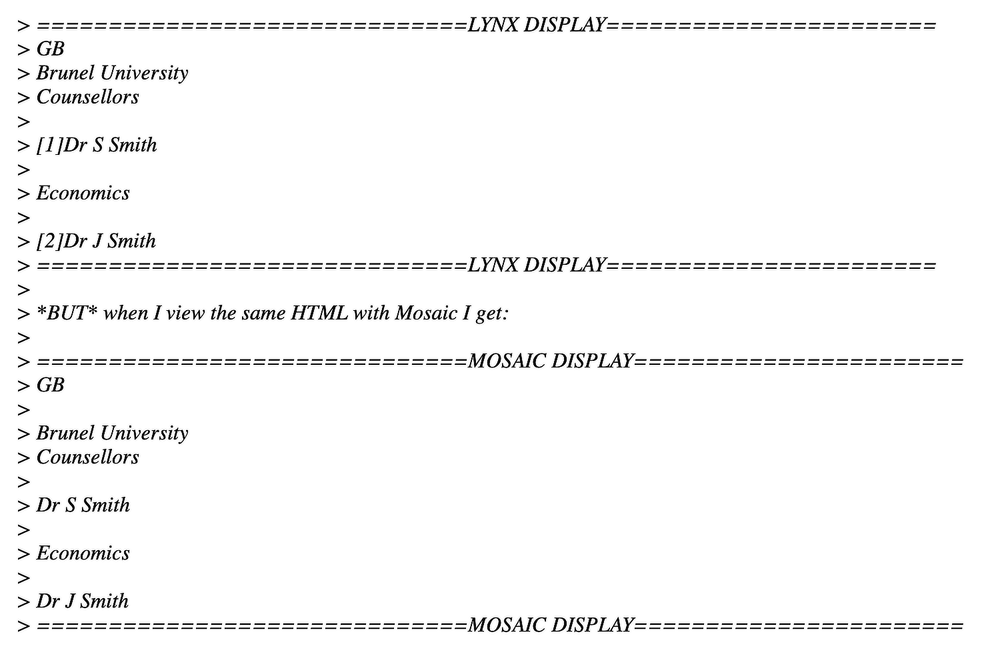 > ==============================LYNX DISPLAY=======================
> GB
> Brunel University
> Counsellors
>
> [1]Dr S Smith
>
> Economics
>
> [2]Dr J Smith
> ==============================LYNX DISPLAY=======================
>
> *BUT* when I view the same HTML with Mosaic I get:
>
> ==============================MOSAIC DISPLAY=======================
> GB
>
> Brunel University
> Counsellors
>
> Dr S Smith
>
> Economics
>
> Dr J Smith
> ==============================MOSAIC DISPLAY=======================